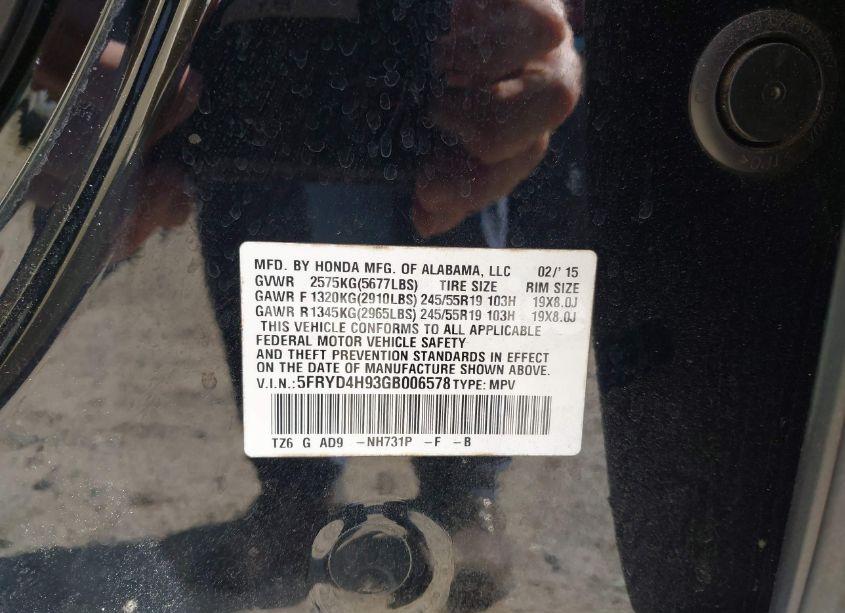 MFD. BY HONDA MFG. OF ALABAMA, LLC 02/' 15
GVWR 2575KG(5677LBS) TIRE SIZE RIM SIZE
GAWR F 1320KG(2910LBS) 245/55R19 103H 19X8.0J
GAWR R1345KG(2965LBS) 245/55R19 103H 19X8.0J
THIS VEHICLE CONFORMS TO ALL APPLICABLE
FEDERAL MOTOR VEHICLE SAFETY
AND THEFT PREVENTION STANDARDS IN EFFECT
ON THE DATE OF MANUFACTURE SHOWN ABOVE.
V.I.N.: 5FRYD4H93GB006578 TYPE: MPV
TZ6 G AD9 -NH731P -F -B